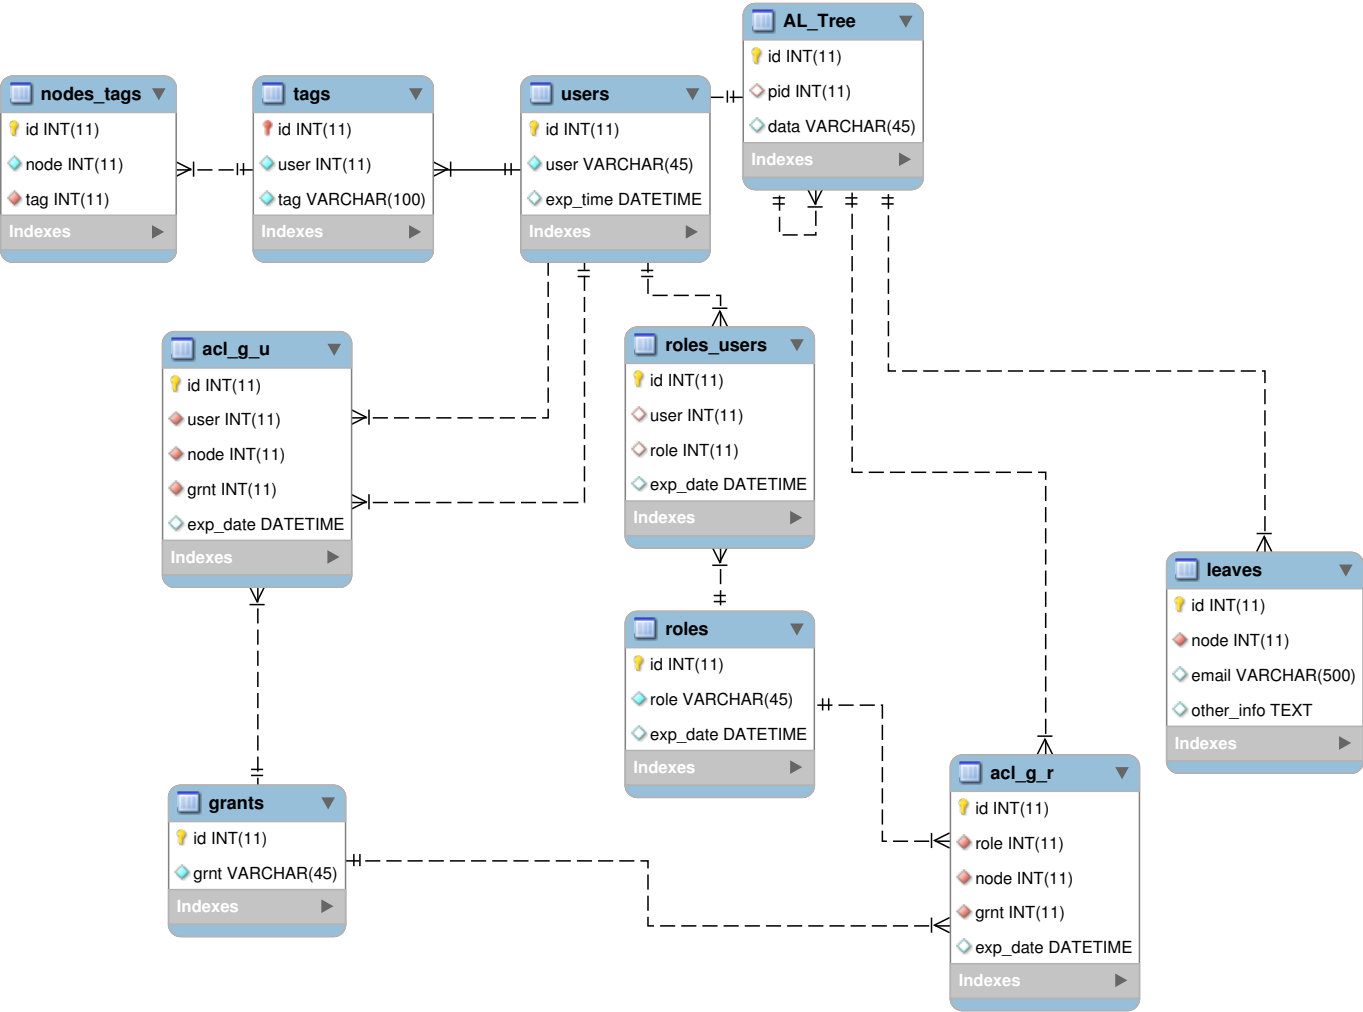 AL_Tree
id INT(11)
pid INT(11)
data VARCHAR(45)
Indexes
nodes_tags
id INT(11)
node INT(11)
tag INT(11)
Indexes
tags
id INT(11)
user INT(11)
tag VARCHAR(100)
Indexes
users
id INT(11)
user VARCHAR(45)
exp_time DATETIME
Indexes
acl_g_u
id INT(11)
user INT(11)
node INT(11)
grnt INT(11)
exp_date DATETIME
Indexes
roles_users
id INT(11)
user INT(11)
role INT(11)
exp_date DATETIME
Indexes
leaves
id INT(11)
node INT(11)
email VARCHAR(500)
other_info TEXT
Indexes
roles
id INT(11)
role VARCHAR(45)
exp_date DATETIME
Indexes
grants
id INT(11)
grnt VARCHAR(45)
Indexes
acl_g_r
id INT(11)
role INT(11)
node INT(11)
grnt INT(11)
exp_date DATETIME
Indexes